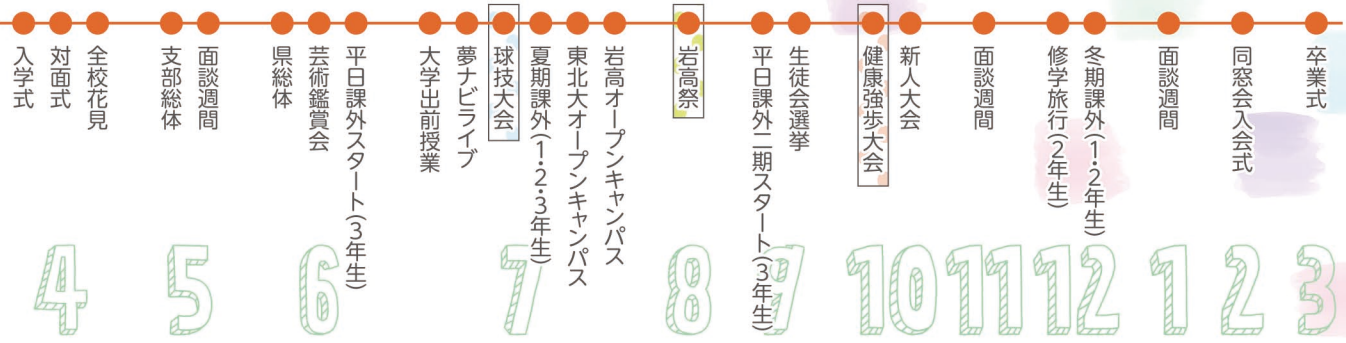 入学式
対面式
全校花見
支部総体
面談週間
県総体
芸術鑑賞会
平日課外スタート(3年生)
大学出前授業
夢ナビライブ
球技大会
夏期課外(1・2・3年生)
東北大オープンキャンパス
岩高オープンキャンパス
岩高祭
平日課外二期スタート(3年生)
生徒会選挙
健康強歩大会
新人大会
面談週間
修学旅行(2年生)
冬期課外(1・2年生)
面談週間
同窓会入会式
卒業式
4 5 6 7 8 9 10 11 12 1 2 3